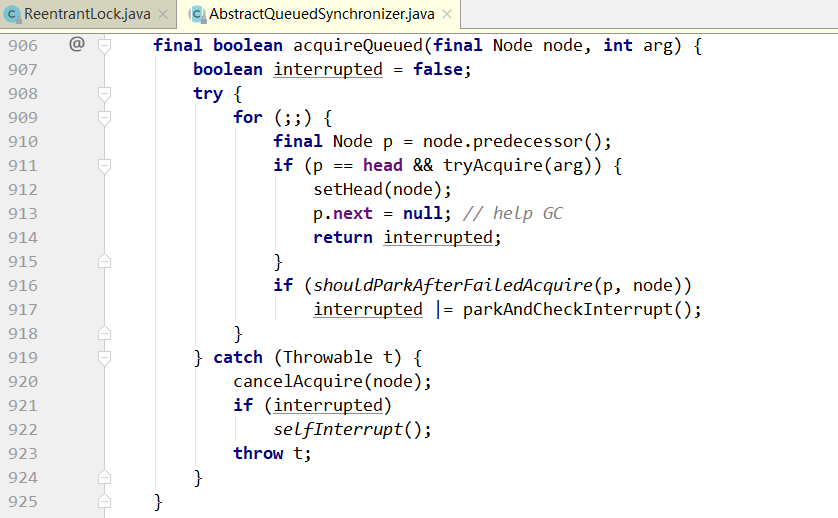 ReentrantLock.java × AbstractQueuedSynchronizer.java ×
906 @ final boolean acquireQueued(final Node node, int arg) {
907 boolean interrupted = false;
908 try {
909 for (;;) {
910 final Node p = node.predecessor();
911 if (p == head && tryAcquire(arg)) {
912 setHead(node);
913 p.next = null; // help GC
914 return interrupted;
915 }
916 if (shouldParkAfterFailedAcquire(p, node))
917 interrupted |= parkAndCheckInterrupt();
918 }
919 } catch (Throwable t) {
920 cancelAcquire(node);
921 if (interrupted)
922 selfInterrupt();
923 throw t;
924 }
925 }